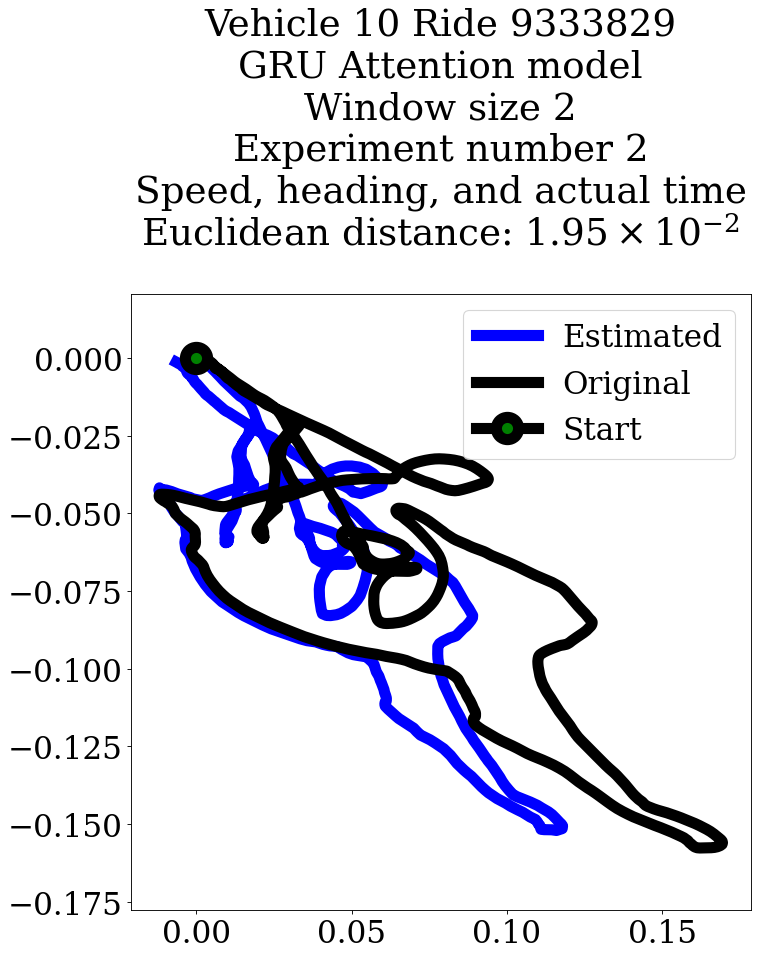 Vehicle 10 Ride 9333829
GRU Attention model
Window size 2
Experiment number 2
Speed, heading, and actual time
Euclidean distance: 1.95 × 10⁻²
Estimated
Original
Start
0.000
−0.025
−0.050
−0.075
−0.100
−0.125
−0.150
−0.175
0.00 0.05 0.10 0.15